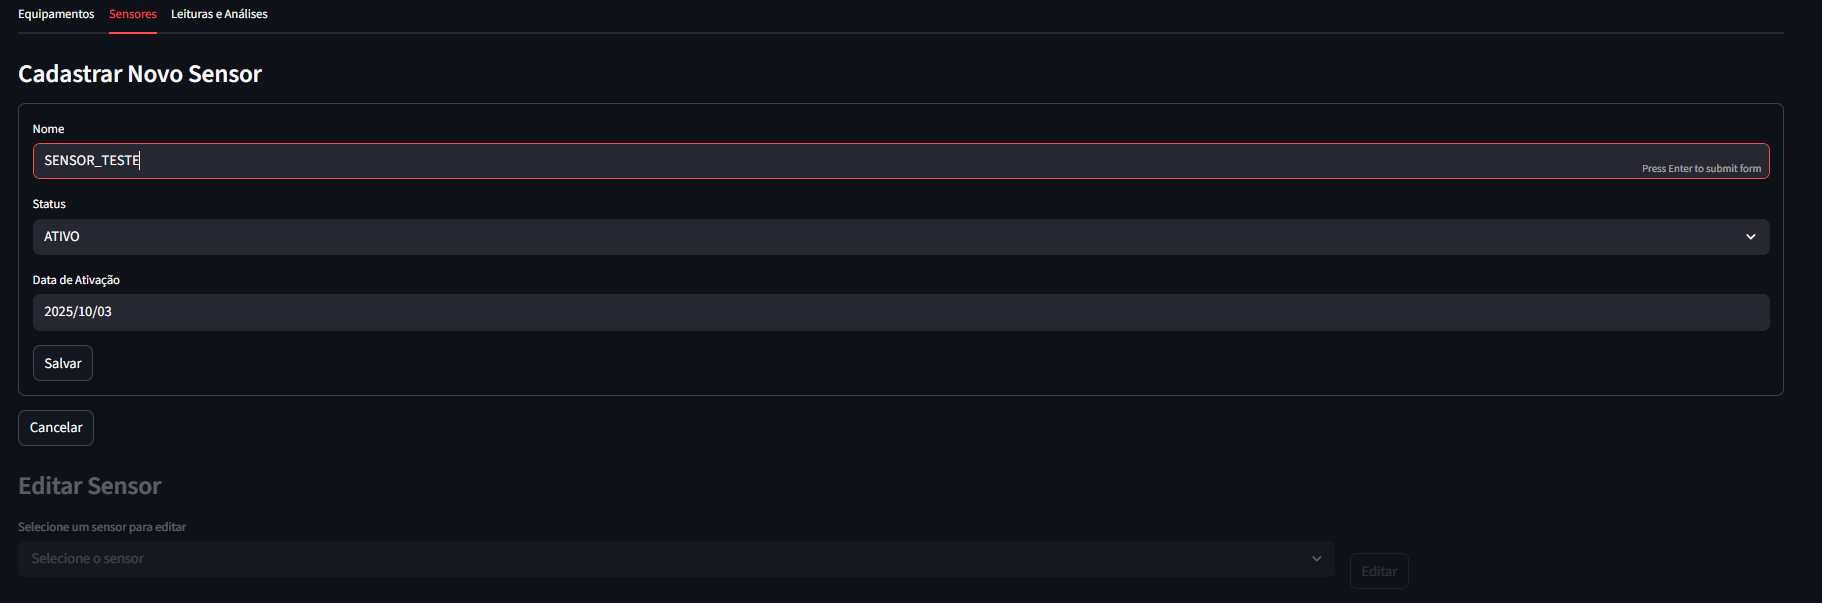 Equipamentos Sensores Leituras e Análises
Cadastrar Novo Sensor
Nome
SENSOR_TESTE
Press Enter to submit form
Status
ATIVO
Data de Ativação
2025/10/03
Salvar
Cancelar
Editar Sensor
Selecione um sensor para editar
Selecione o sensor
Editar